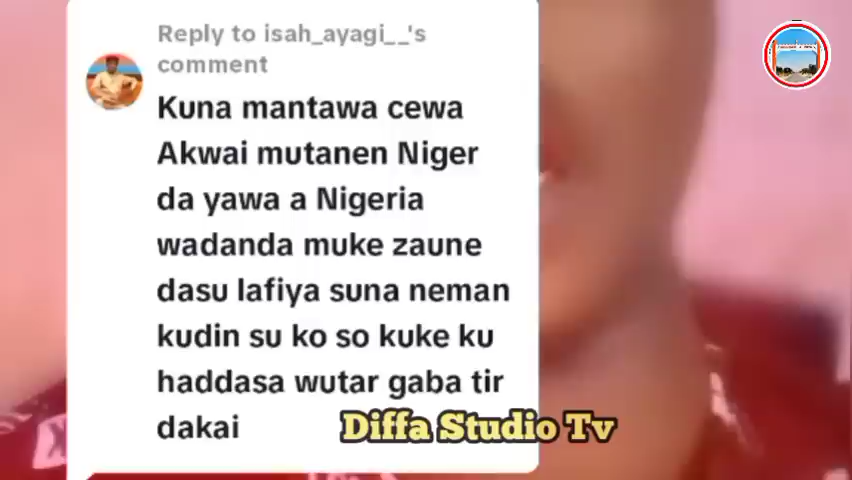 Reply to isah_ayagi__'s
comment
Kuna mantawa cewa
Akwai mutanen Niger
da yawa a Nigeria
wadanda muke zaune
dasu lafiya suna neman
kudin su ko so kuke ku
haddasa wutar gaba tir
dakai
Diffa Studio Tv